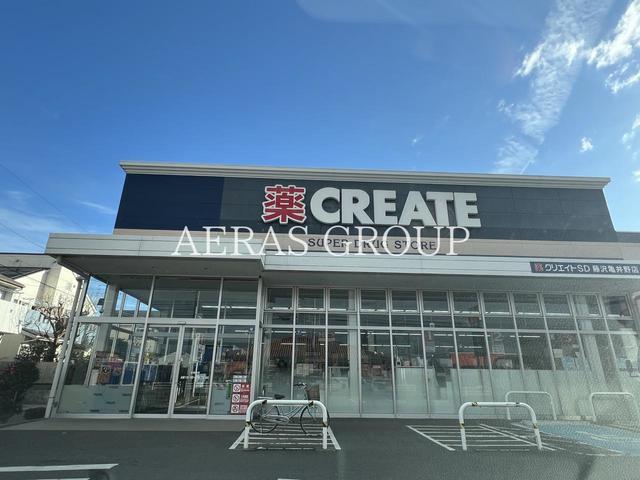 薬 CREATE
AERAS GROUP
SUPER DRUG STORE
薬 クリエイトSD 藤沢亀井野店